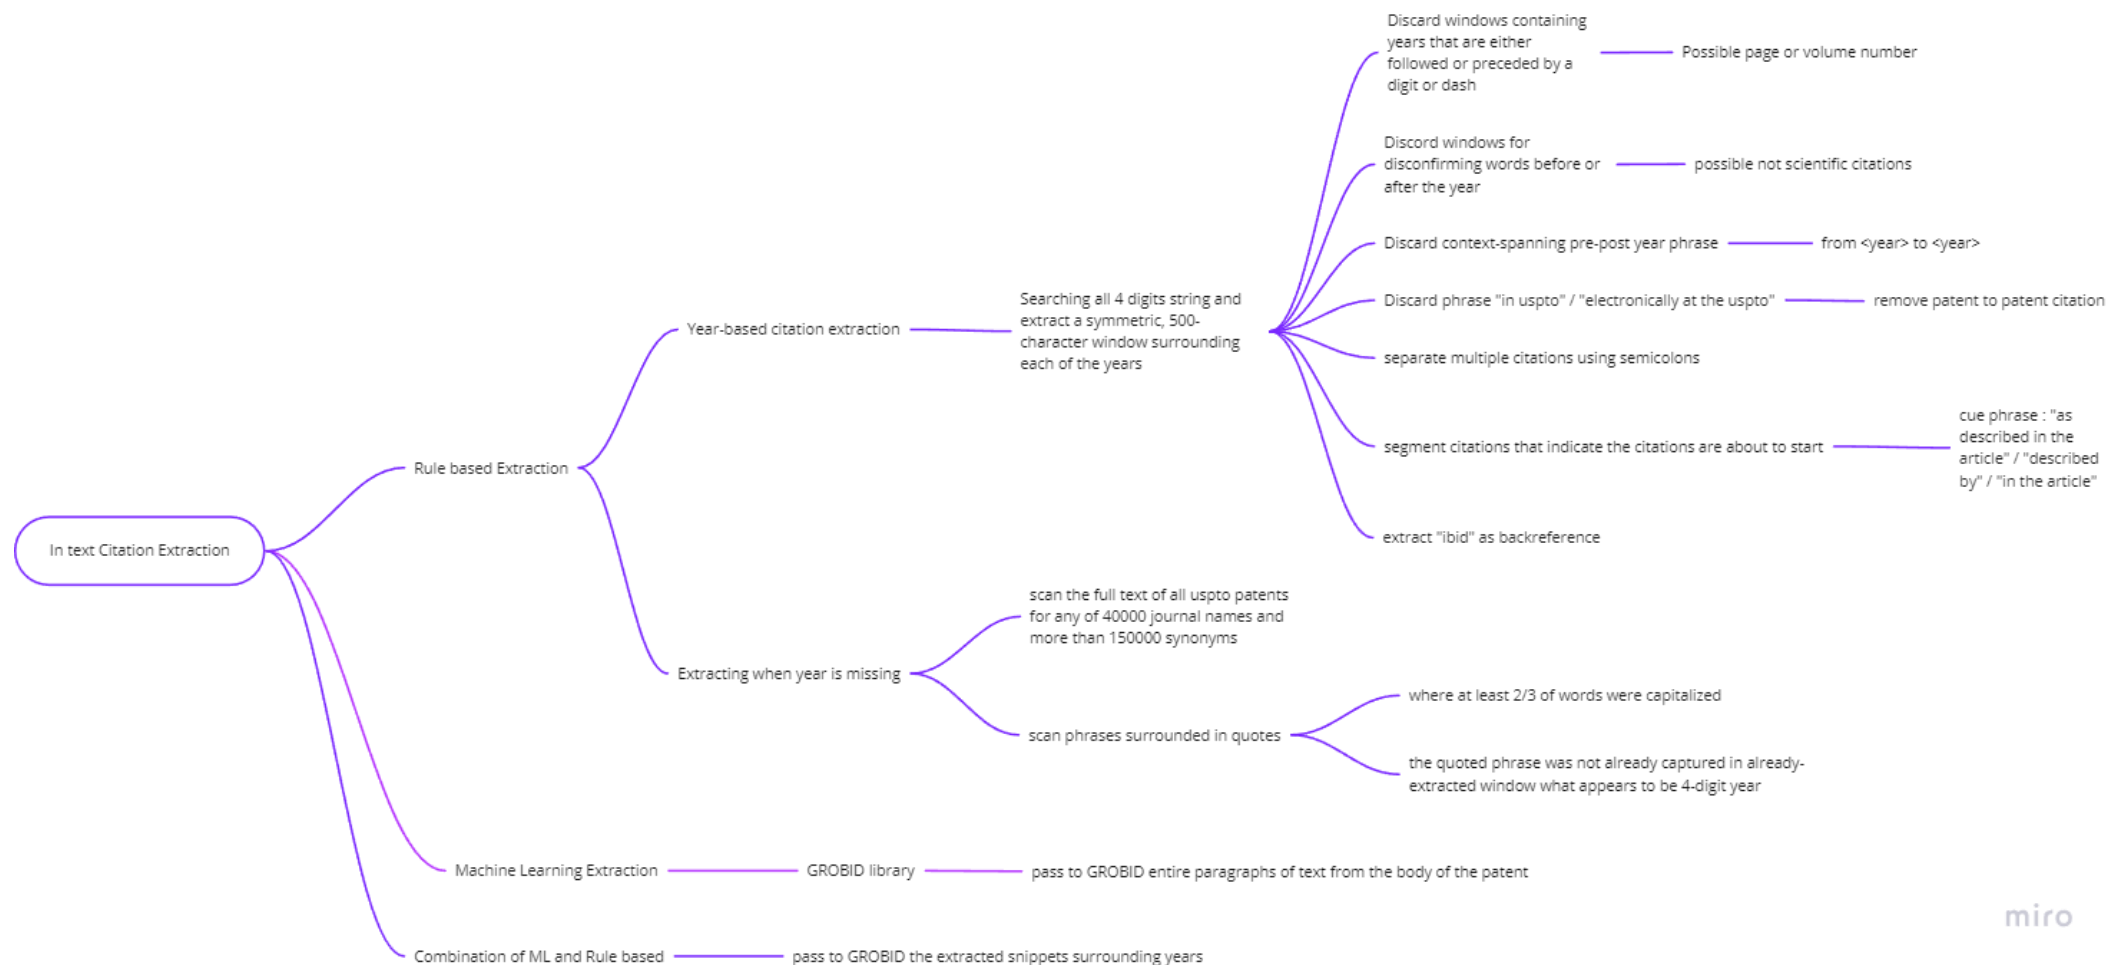 Discard windows containing
years that are either
followed or preceded by a
digit or dash
Possible page or volume number
Discord windows for
disconfirming words before or
after the year
possible not scientific citations
Discard context-spanning pre-post year phrase
from <year> to <year>
Discard phrase "in uspto" / "electronically at the uspto"
remove patent to patent citation
separate multiple citations using semicolons
segment citations that indicate the citations are about to start
cue phrase : "as
described in the
article" / "described
by" / "in the article"
extract "ibid" as backreference
Searching all 4 digits string and
extract a symmetric, 500-
character window surrounding
each of the years
Year-based citation extraction
Rule based Extraction
In text Citation Extraction
Extracting when year is missing
scan the full text of all uspto patents
for any of 40000 journal names and
more than 150000 synonyms
scan phrases surrounded in quotes
where at least 2/3 of words were capitalized
the quoted phrase was not already captured in already-
extracted window what appears to be 4-digit year
Machine Learning Extraction
GROBID library
pass to GROBID entire paragraphs of text from the body of the patent
Combination of ML and Rule based
pass to GROBID the extracted snippets surrounding years
miro